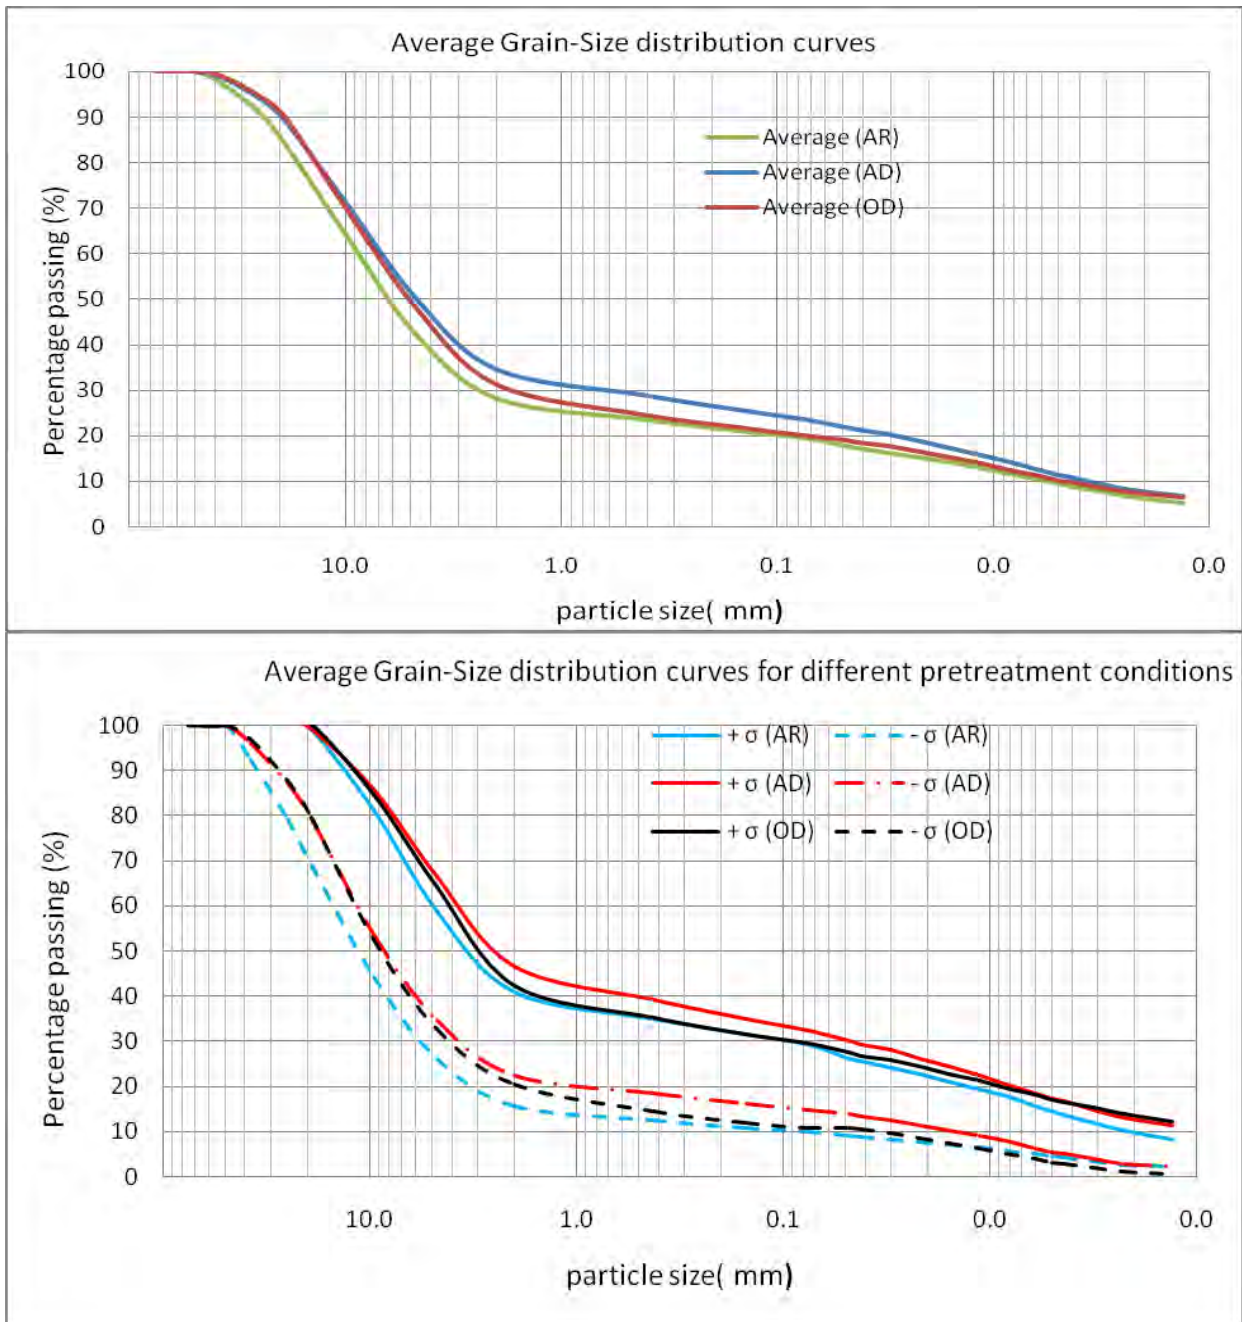 Average Grain-Size distribution curves
100
90
80
70
60
50
40
30
20
10
0
Percentage passing (%)
Average (AR)
Average (AD)
Average (OD)
10.0 1.0 0.1 0.0 0.0
particle size( mm)
Average Grain-Size distribution curves for different pretreatment conditions
100
90
80
70
60
50
40
30
20
10
0
Percentage passing (%)
+ σ (AR) - σ (AR)
+ σ (AD) - σ (AD)
+ σ (OD) - σ (OD)
10.0 1.0 0.1 0.0 0.0
particle size( mm)